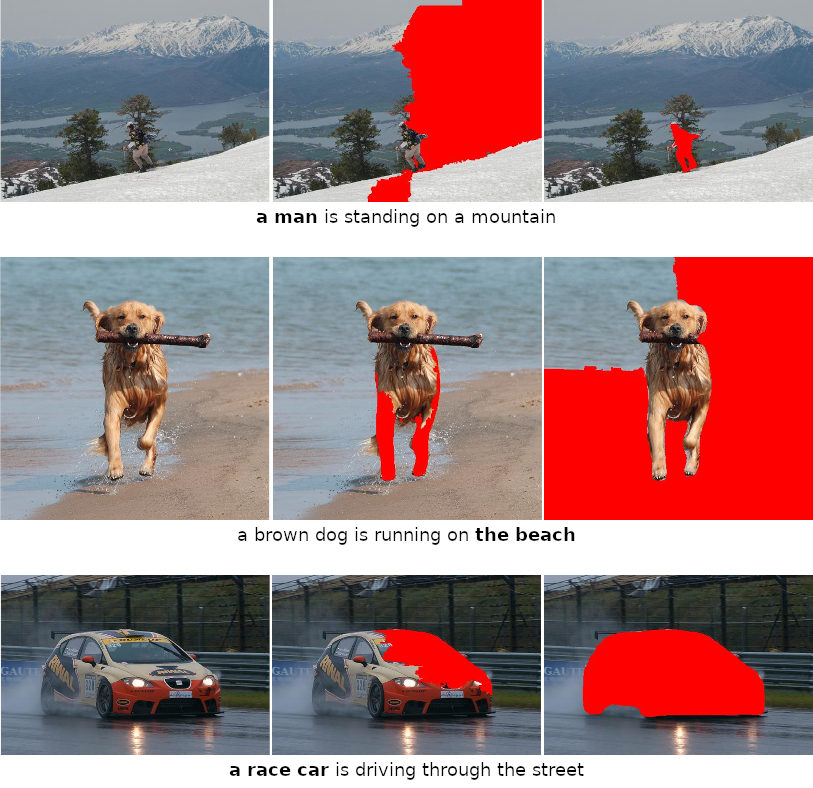 a man is standing on a mountain
a brown dog is running on the beach
RINAL
a race car is driving through the street